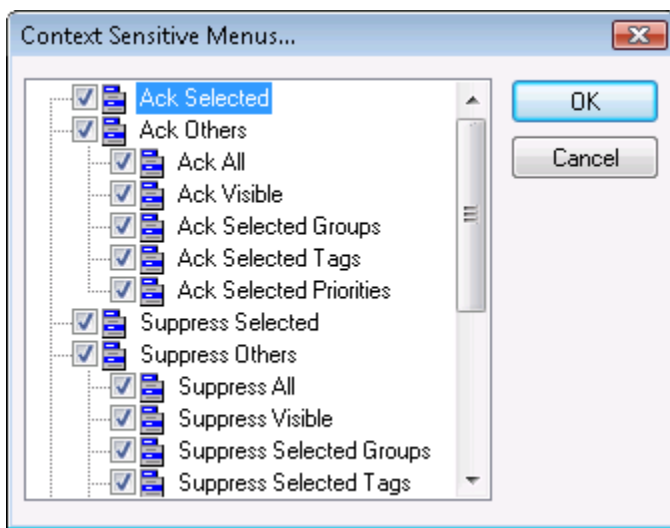 Context Sensitive Menus...
Ack Selected
Ack Others
Ack All
Ack Visible
Ack Selected Groups
Ack Selected Tags
Ack Selected Priorities
Suppress Selected
Suppress Others
Suppress All
Suppress Visible
Suppress Selected Groups
Suppress Selected Tags
OK
Cancel